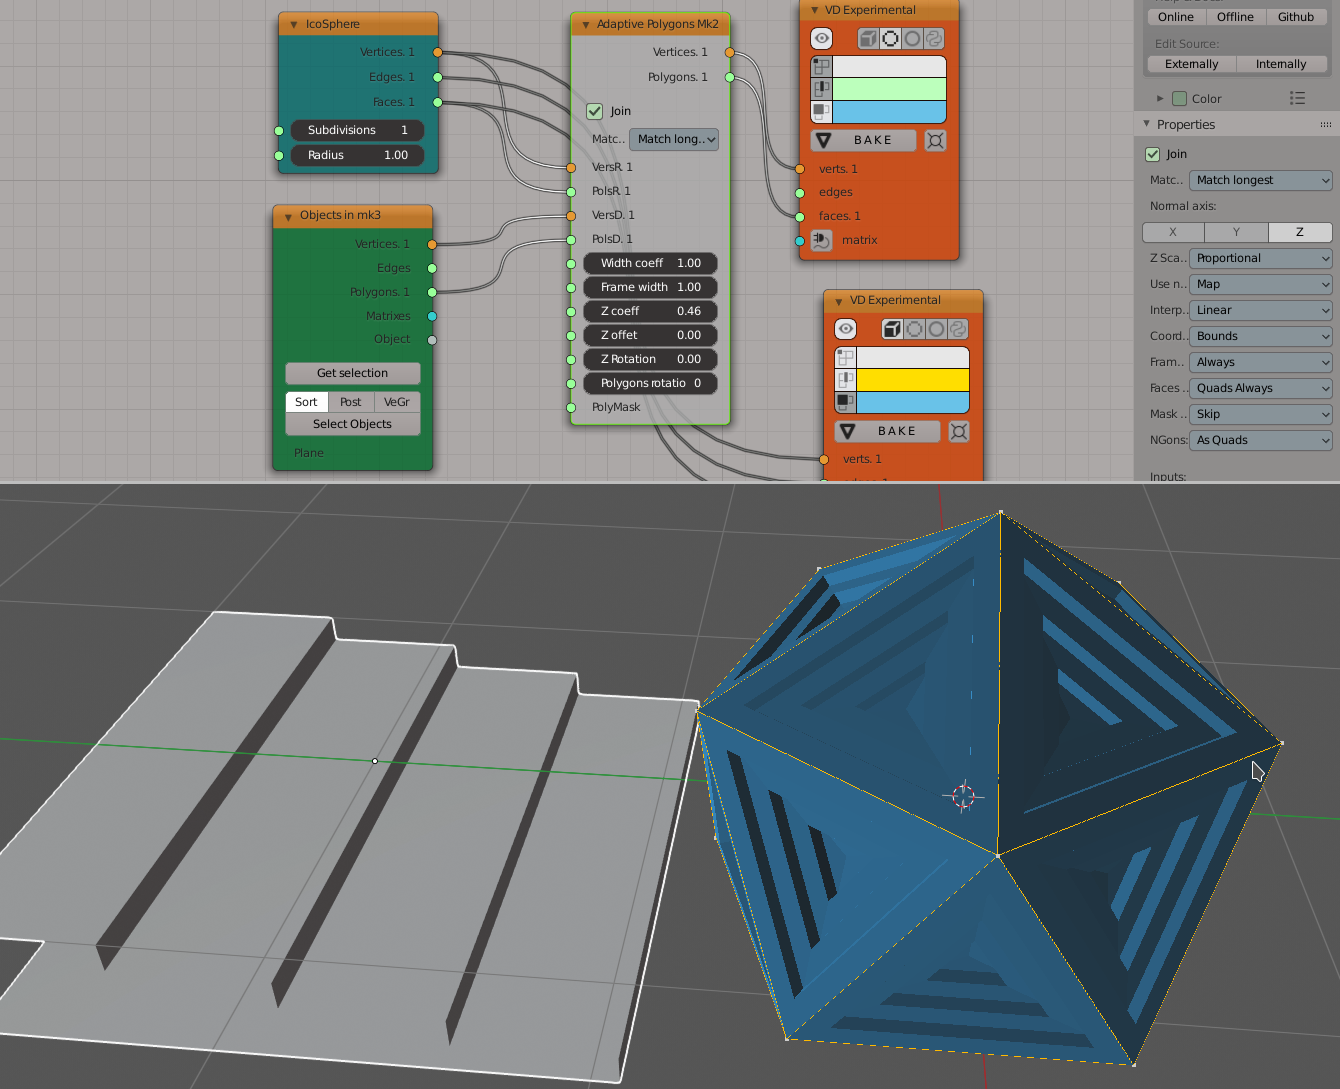 IcoSphere
Vertices. 1
Edges. 1
Faces. 1
Subdivisions 1
Radius 1.00
Objects in mk3
Vertices. 1
Edges
Polygons. 1
Matrixes
Object
Get selection
Sort Post VeGr
Select Objects
Plane
Adaptive Polygons Mk2
Vertices. 1
Polygons. 1
Join
Matc.. Match long..
VersR 1
PolsR 1
VersD. 1
PolsD. 1
Width coeff 1.00
Frame width 1.00
Z coeff 0.46
Z offet 0.00
Z Rotation 0.00
Polygons rotatio 0
PolyMask
VD Experimental
BAKE
verts. 1
edges
faces. 1
matrix
VD Experimental
BAKE
verts. 1
Online Offline Github
Edit Source:
Externally Internally
Color
Properties
Join
Matc.. Match longest
Normal axis:
X Y Z
Z Sca.. Proportional
Use n.. Map
Interp.. Linear
Coord.. Bounds
Fram.. Always
Faces .. Quads Always
Mask .. Skip
NGons: As Quads
Inputs: